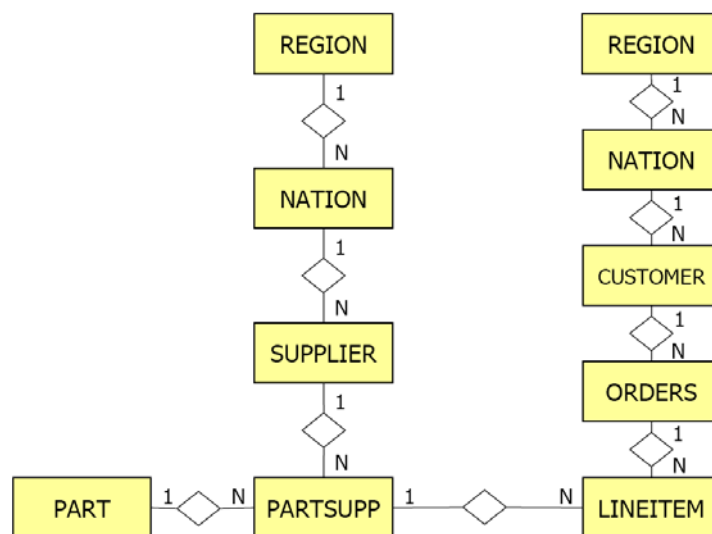 REGION
REGION
1
1
N
N
NATION
NATION
1
1
N
N
CUSTOMER
SUPPLIER
1
N
ORDERS
1
1
N
N
PART
1
N
PARTSUPP
1
N
LINEITEM